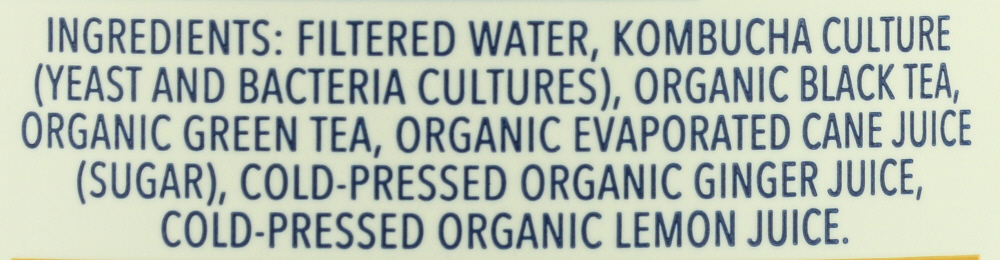 INGREDIENTS: FILTERED WATER, KOMBUCHA CULTURE
(YEAST AND BACTERIA CULTURES), ORGANIC BLACK TEA,
ORGANIC GREEN TEA, ORGANIC EVAPORATED CANE JUICE
(SUGAR), COLD-PRESSED ORGANIC GINGER JUICE,
COLD-PRESSED ORGANIC LEMON JUICE.